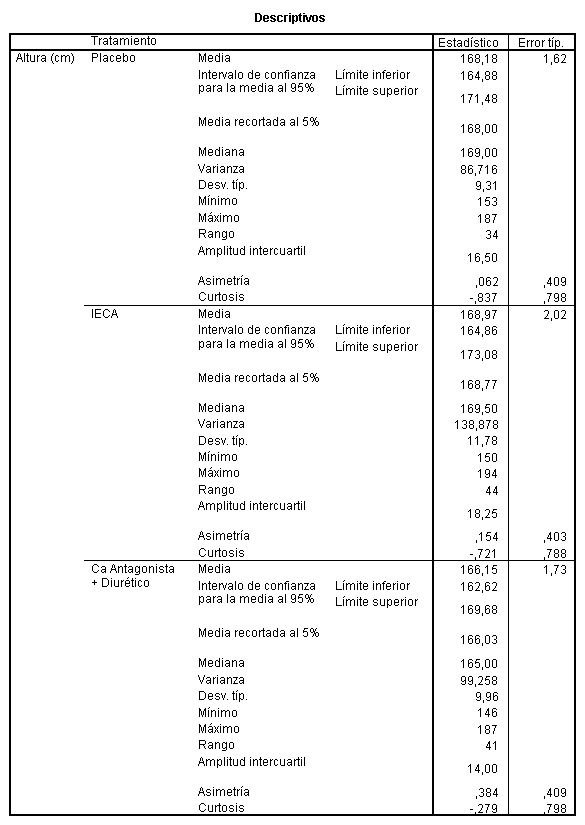 Descriptivos
Tratamiento Estadístico Error típ.
Altura (cm) Placebo Media 168,18 1,62
Intervalo de confianza Límite inferior 164,88
para la media al 95% Límite superior 171,48
Media recortada al 5% 168,00
Mediana 169,00
Varianza 86,716
Desv. típ. 9,31
Mínimo 153
Máximo 187
Rango 34
Amplitud intercuartil 16,50
Asimetría ,062 ,409
Curtosis -,837 ,798
IECA Media 168,97 2,02
Intervalo de confianza Límite inferior 164,86
para la media al 95% Límite superior 173,08
Media recortada al 5% 168,77
Mediana 169,50
Varianza 138,878
Desv. típ. 11,78
Mínimo 150
Máximo 194
Rango 44
Amplitud intercuartil 18,25
Asimetría ,154 ,403
Curtosis -,721 ,788
Ca Antagonista Media 166,15 1,73
+ Diurético Intervalo de confianza Límite inferior 162,62
para la media al 95% Límite superior 169,68
Media recortada al 5% 166,03
Mediana 165,00
Varianza 99,258
Desv. típ. 9,96
Mínimo 146
Máximo 187
Rango 41
Amplitud intercuartil 14,00
Asimetría ,384 ,409
Curtosis -,279 ,798